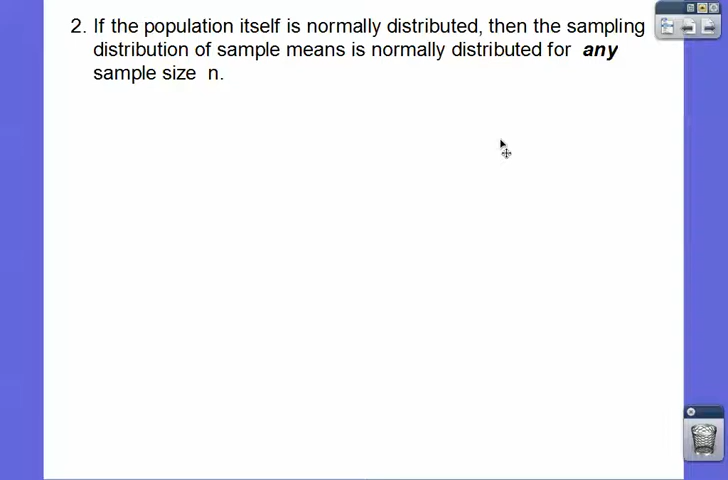 2. If the population itself is normally distributed, then the sampling
distribution of sample means is normally distributed for any
sample size n.